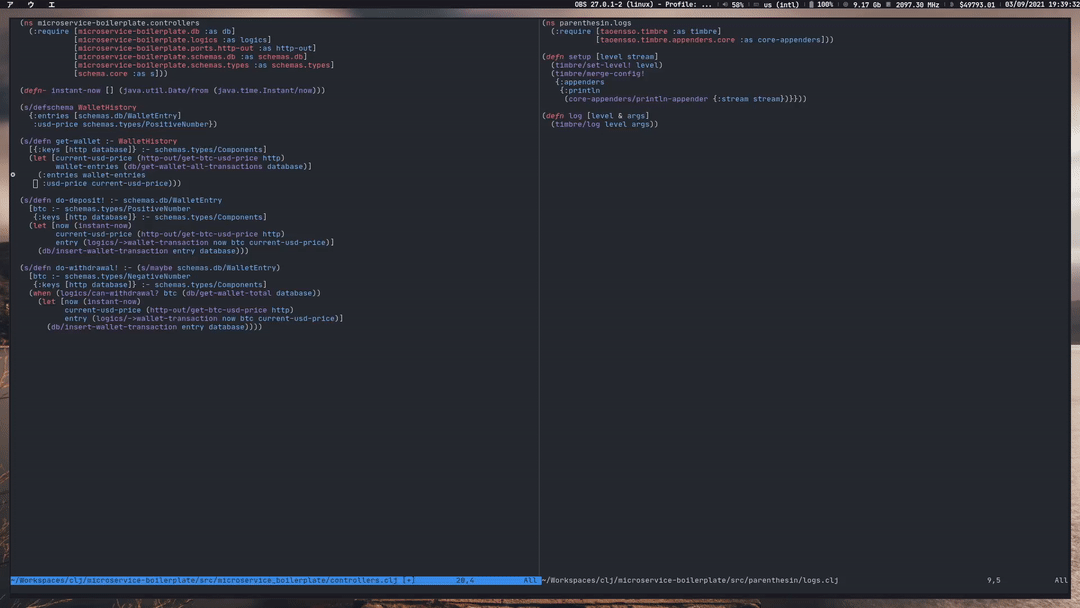 ア ウ エ OBS 27.0.1-2 (linux) - Profile: ... 58% us (intl) 100% 9.17 Gb 2097.30 MHz $49793.01 03/09/2021 19:39:32
(ns microservice-boilerplate.controllers
(:require [microservice-boilerplate.db :as db]
[microservice-boilerplate.logics :as logics]
[microservice-boilerplate.ports.http-out :as http-out]
[microservice-boilerplate.schemas.db :as schemas.db]
[microservice-boilerplate.schemas.types :as schemas.types]
[schema.core :as s]))
(defn- instant-now [] (java.util.Date/from (java.time.Instant/now)))
(s/defschema WalletHistory
{:entries [schemas.db/WalletEntry]
:usd-price schemas.types/PositiveNumber})
(s/defn get-wallet :- WalletHistory
[{:keys [http database]} :- schemas.types/Components]
(let [current-usd-price (http-out/get-btc-usd-price http)
wallet-entries (db/get-wallet-all-transactions database)]
(:entries wallet-entries
:usd-price current-usd-price)))
(s/defn do-deposit! :- schemas.db/WalletEntry
[btc :- schemas.types/PositiveNumber
{:keys [http database]} :- schemas.types/Components]
(let [now (instant-now)
current-usd-price (http-out/get-btc-usd-price http)
entry (logics/->wallet-transaction now btc current-usd-price)]
(db/insert-wallet-transaction entry database)))
(s/defn do-withdrawal! :- (s/maybe schemas.db/WalletEntry)
[btc :- schemas.types/NegativeNumber
{:keys [http database]} :- schemas.types/Components]
(when (logics/can-withdrawal? btc (db/get-wallet-total database))
(let [now (instant-now)
current-usd-price (http-out/get-btc-usd-price http)
entry (logics/->wallet-transaction now btc current-usd-price)]
(db/insert-wallet-transaction entry database))))
~/Workspaces/clj/microservice-boilerplate/src/microservice_boilerplate/controllers.clj [+] 20,4 All
(ns parenthesin.logs
(:require [taoensso.timbre :as timbre]
[taoensso.timbre.appenders.core :as core-appenders]))
(defn setup [level stream]
(timbre/set-level! level)
(timbre/merge-config!
{:appenders
{:println
(core-appenders/println-appender {:stream stream})}}))
(defn log [level & args]
(timbre/log level args))
~/Workspaces/clj/microservice-boilerplate/src/parenthesin/logs.clj 9,5 All